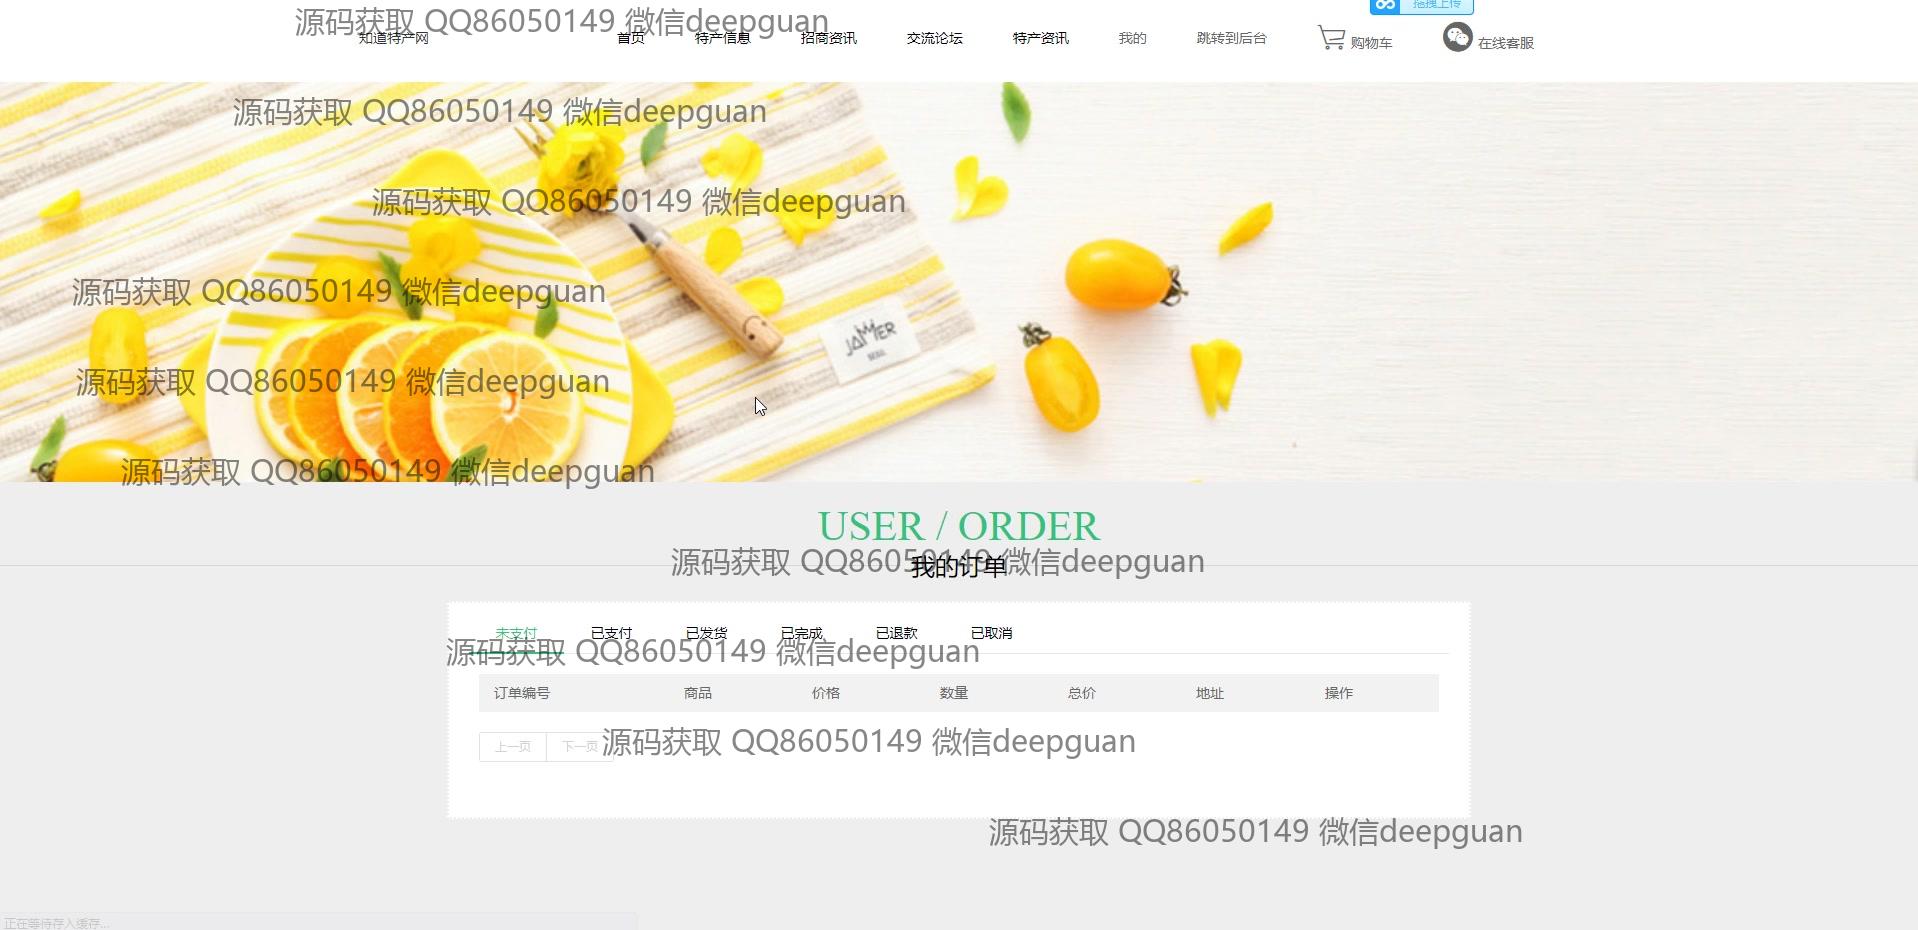 拖拽上传
源码获取 QQ86050149 微信deepguan
知道特产网 首页 特产信息 招商资讯 交流论坛 特产资讯 我的 跳转到后台 购物车 在线客服
源码获取 QQ86050149 微信deepguan
源码获取 QQ86050149 微信deepguan
源码获取 QQ86050149 微信deepguan
JAMMER
源码获取 QQ86050149 微信deepguan
源码获取 QQ86050149 微信deepguan
USER / ORDER
源码获取 QQ86050149 微信deepguan
我的订单
未支付 已支付 已发货 已完成 已退款 已取消
源码获取 QQ86050149 微信deepguan
订单编号 商品 价格 数量 总价 地址 操作
上一页 下一页
源码获取 QQ86050149 微信deepguan
源码获取 QQ86050149 微信deepguan
正在等待存入缓存...